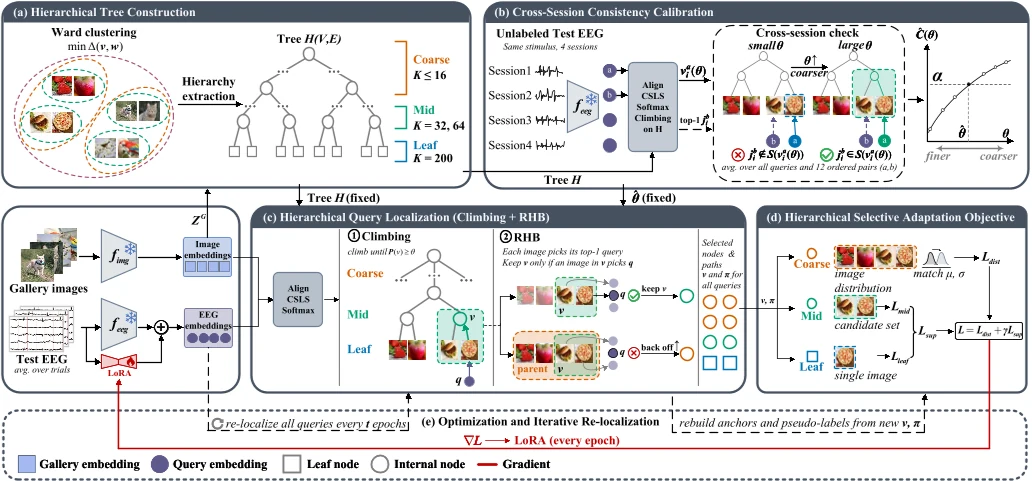 (a) Hierarchical Tree Construction
Ward clustering
min Δ(v, w)
Hierarchy
extraction
Tree H(V,E)
Coarse
K ≤ 16
Mid
K = 32, 64
Leaf
K = 200
(b) Cross-Session Consistency Calibration
Unlabeled Test EEG
Same stimulus, 4 sessions
Session1
Session2
Session3
Session4
f_eeg
a
b
Align
CSLS
Softmax
Climbing
on H
v_i^a(θ)
top-1 j_i^b
Cross-session check
small θ
θ↑
coarser
large θ
b
a
b
a
j_i^b ∉ S(v_i^a(θ))
j_i^b ∈ S(v_i^a(θ))
avg. over all queries and 12 ordered pairs (a,b)
Ĉ(θ)
α
θ̂
θ
finer
coarser
Tree H
Tree H (fixed)
θ̂ (fixed)
Z^G
Gallery images
f_img
Image
embeddings
Test EEG
avg. over trials
f_eeg
LoRA
EEG
embeddings
Align
CSLS
Softmax
(c) Hierarchical Query Localization (Climbing + RHB)
① Climbing
climb until P(v) ≥ θ
Coarse
Mid
Leaf
v
q
② RHB
Each image picks its top-1 query
Keep v only if an image in v picks q
v
q
keep v
parent
v
q
back off ↑
Selected
nodes &
paths
v and π for
all queries
(d) Hierarchical Selective Adaptation Objective
v, π
Coarse
image
distribution
match μ, σ
L_dist
Mid
candidate set
L_mid
L_sup
L = L_dist + γL_sup
Leaf
single image
L_leaf
re-localize all queries every t epochs
(e) Optimization and Iterative Re-localization
rebuild anchors and pseudo-labels from new v, π
∇L → LoRA (every epoch)
Gallery embedding
Query embedding
Leaf node
Internal node
Gradient